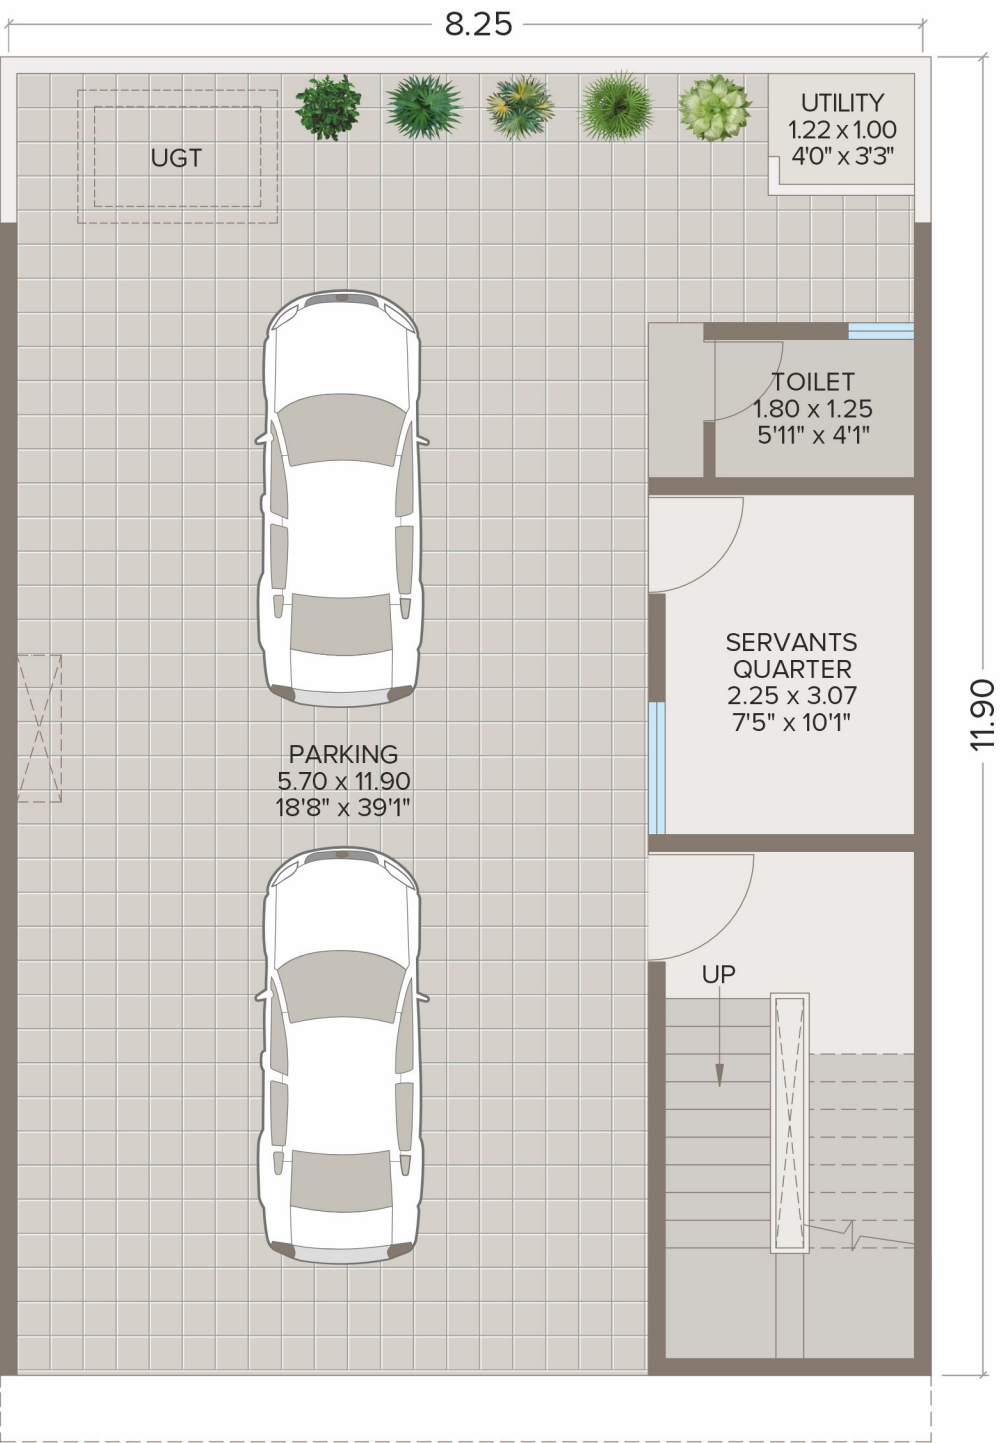 8.25
UTILITY
1.22 x 1.00
4'0" x 3'3"
UGT
TOILET
1.80 x 1.25
5'11" x 4'1"
SERVANTS
QUARTER
2.25 x 3.07
7'5" x 10'1"
11.90
PARKING
5.70 x 11.90
18'8" x 39'1"
UP